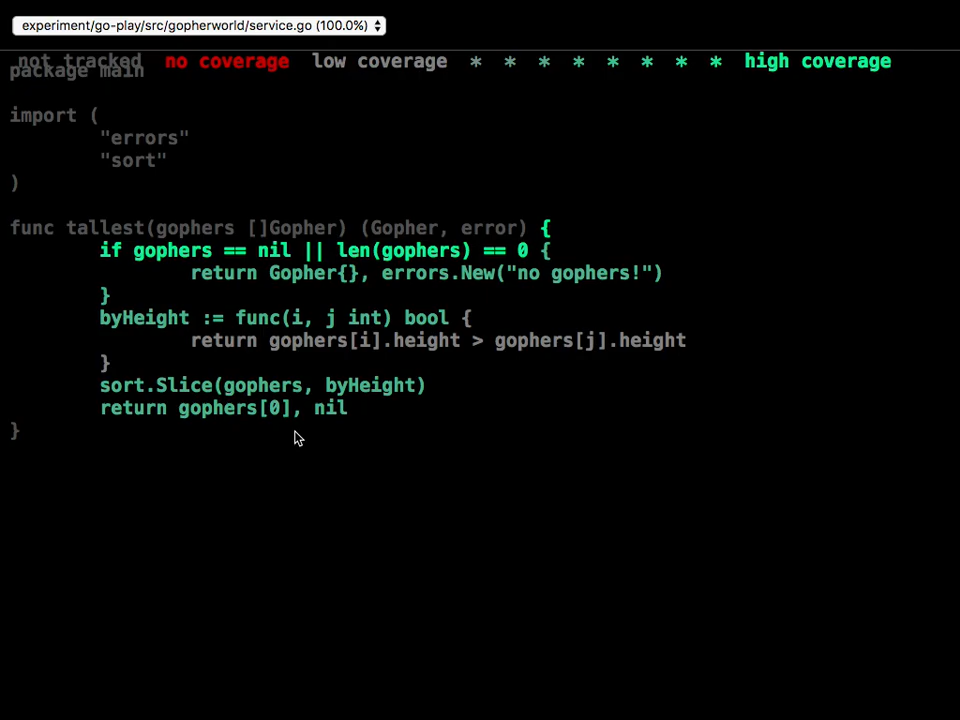 experiment/go-play/src/gopherworld/service.go (100.0%)
not tracked no coverage low coverage * * * * * * * * high coverage
package main
import (
"errors"
"sort"
)
func tallest(gophers []Gopher) (Gopher, error) {
if gophers == nil || len(gophers) == 0 {
return Gopher{}, errors.New("no gophers!")
}
byHeight := func(i, j int) bool {
return gophers[i].height > gophers[j].height
}
sort.Slice(gophers, byHeight)
return gophers[0], nil
}